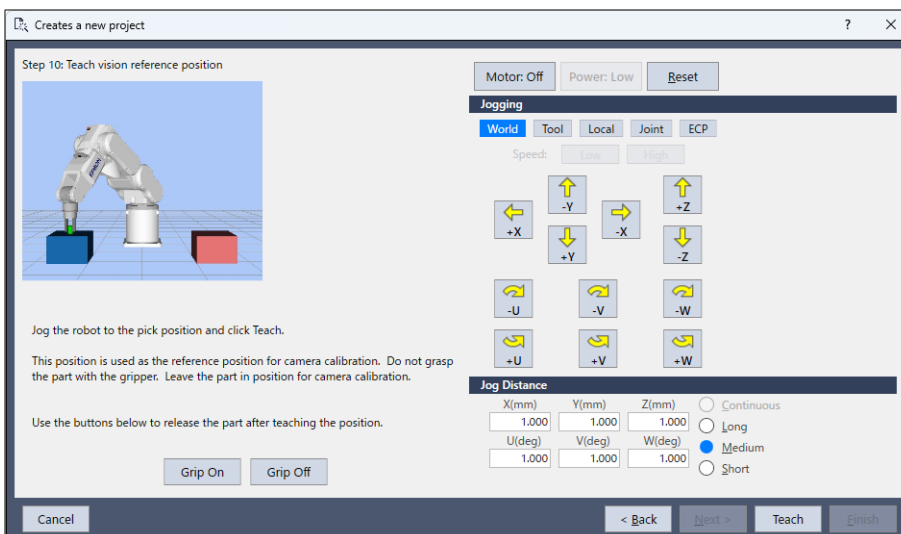 Creates a new project
?
Step 10: Teach vision reference position
EPSON
Jog the robot to the pick position and click Teach.
This position is used as the reference position for camera calibration. Do not grasp
the part with the gripper. Leave the part in position for camera calibration.
Use the buttons below to release the part after teaching the position.
Grip On Grip Off
Motor: Off Power: Low Reset
Jogging
World Tool Local Joint ECP
Speed: Low High
-Y +Z
+X -X
+Y -Z
-U -V -W
+U +V +W
Jog Distance
X(mm) Y(mm) Z(mm) Continuous
1.000 1.000 1.000 Long
U(deg) V(deg) W(deg) Medium
1.000 1.000 1.000 Short
Cancel < Back Next > Teach Finish